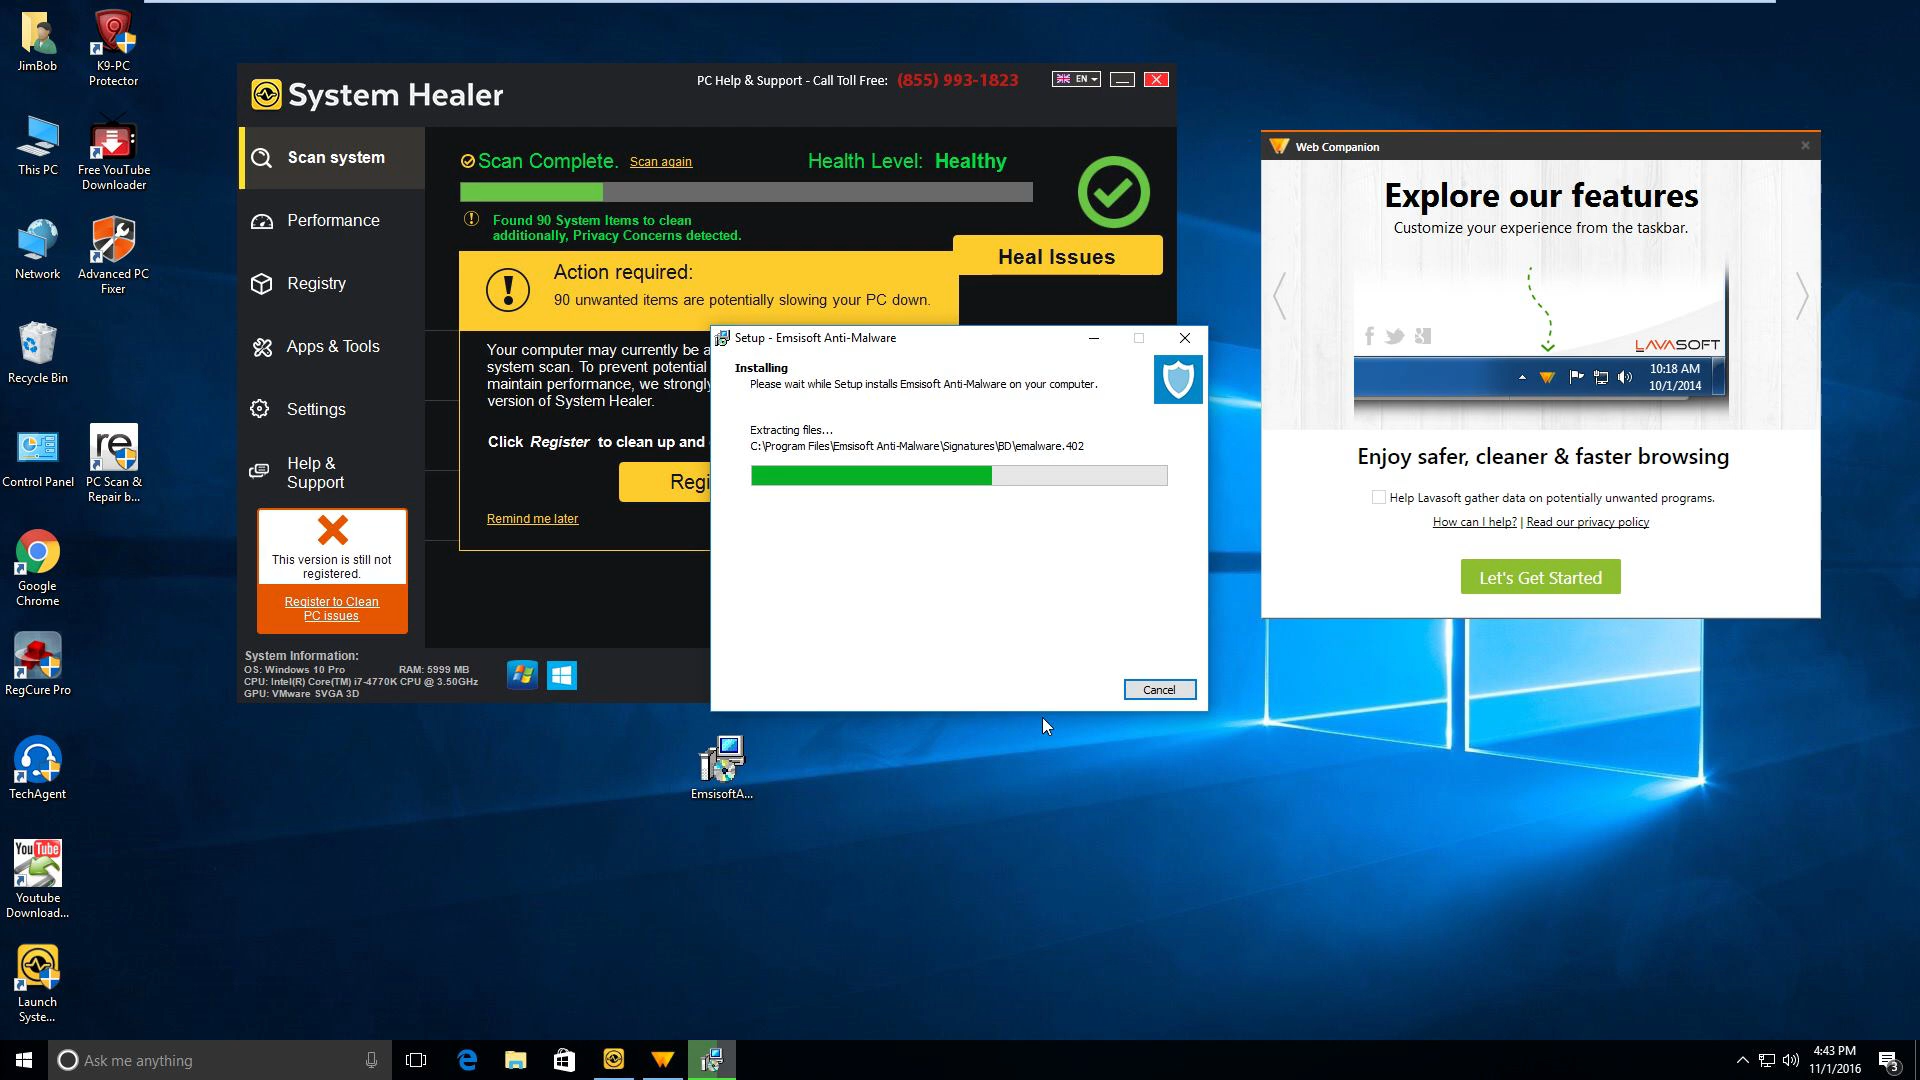 JimBob
K9-PC
Protector
This PC
Free YouTube
Downloader
Network
Advanced PC
Fixer
Recycle Bin
Control Panel
re
PC Scan &
Repair b...
Google
Chrome
RegCure Pro
TechAgent
You Tube
Youtube
Download...
Launch
Syste...
System Healer
PC Help & Support - Call Toll Free: (855) 993-1823
EN
Scan system
Performance
Registry
Apps & Tools
Settings
Help &
Support
This version is still not
registered.
Register to Clean
PC issues
System Information:
OS: Windows 10 Pro RAM: 5999 MB
CPU: Intel(R) Core(TM) i7-4770K CPU @ 3.50GHz
GPU: VMware SVGA 3D
Scan Complete. Scan again Health Level: Healthy
Found 90 System Items to clean
additionally, Privacy Concerns detected.
Heal Issues
Action required:
90 unwanted items are potentially slowing your PC down.
Your computer may currently be a
system scan. To prevent potential
maintain performance, we strongly
version of System Healer.
Click Register to clean up and
Regi
Remind me later
Setup - Emsisoft Anti-Malware
Installing
Please wait while Setup installs Emsisoft Anti-Malware on your computer.
Extracting files...
C:\Program Files\Emsisoft Anti-Malware\Signatures\BD\emalware.402
Cancel
EmsisoftA...
Web Companion
Explore our features
Customize your experience from the taskbar.
LAVASOFT
10:18 AM
10/1/2014
Enjoy safer, cleaner & faster browsing
Help Lavasoft gather data on potentially unwanted programs.
How can I help? | Read our privacy policy
Let's Get Started
Ask me anything
4:43 PM
11/1/2016
3